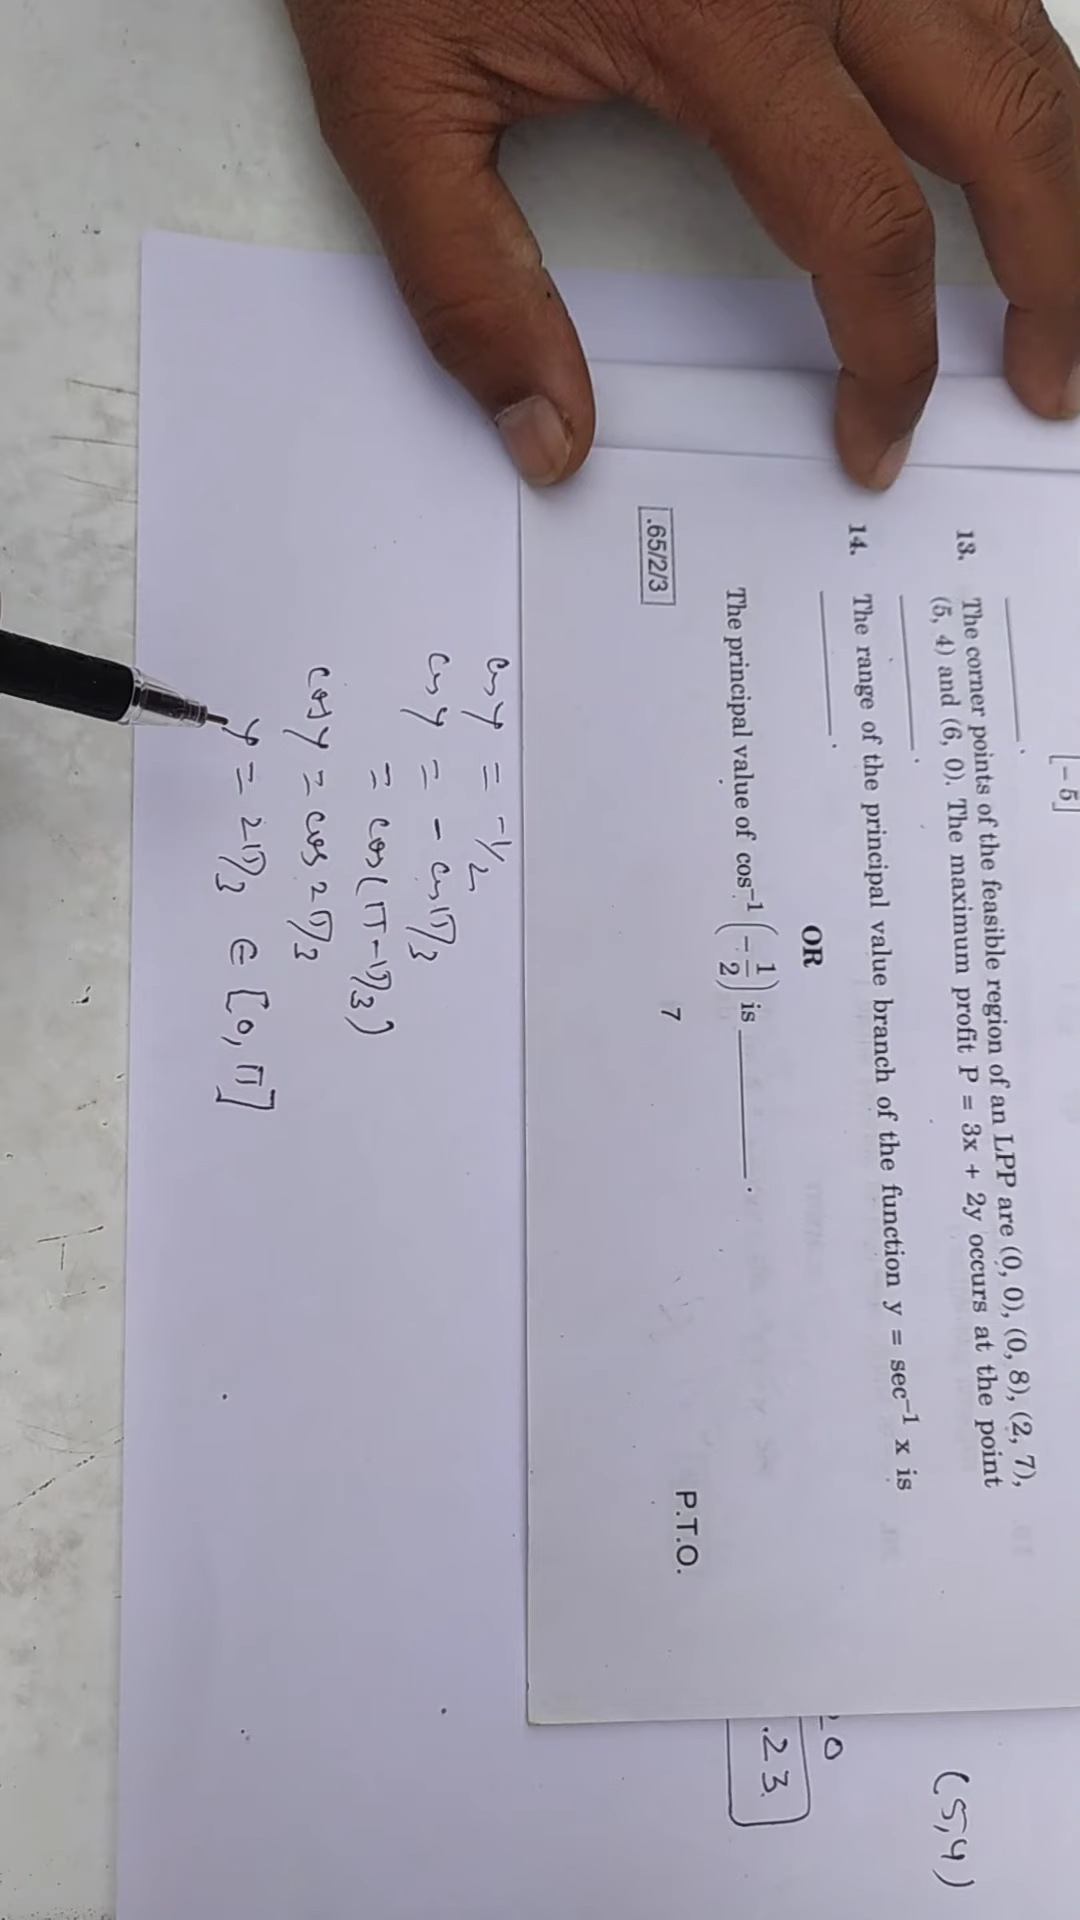 [– 5]
_______.
13. The corner points of the feasible region of an LPP are (0, 0), (0, 8), (2, 7),
(5, 4) and (6, 0). The maximum profit P = 3x + 2y occurs at the point
_______.
14. The range of the principal value branch of the function y = sec⁻¹ x is
_______.
OR
The principal value of cos⁻¹ (–1/2) is _______.
.65/2/3
7
P.T.O.
(5,4)
23.
cos y = -1/2
cos y = - cos π/3
= cos(π-π/3)
cos y = cos 2π/3
y = 2π/3 ∈ [0, π]